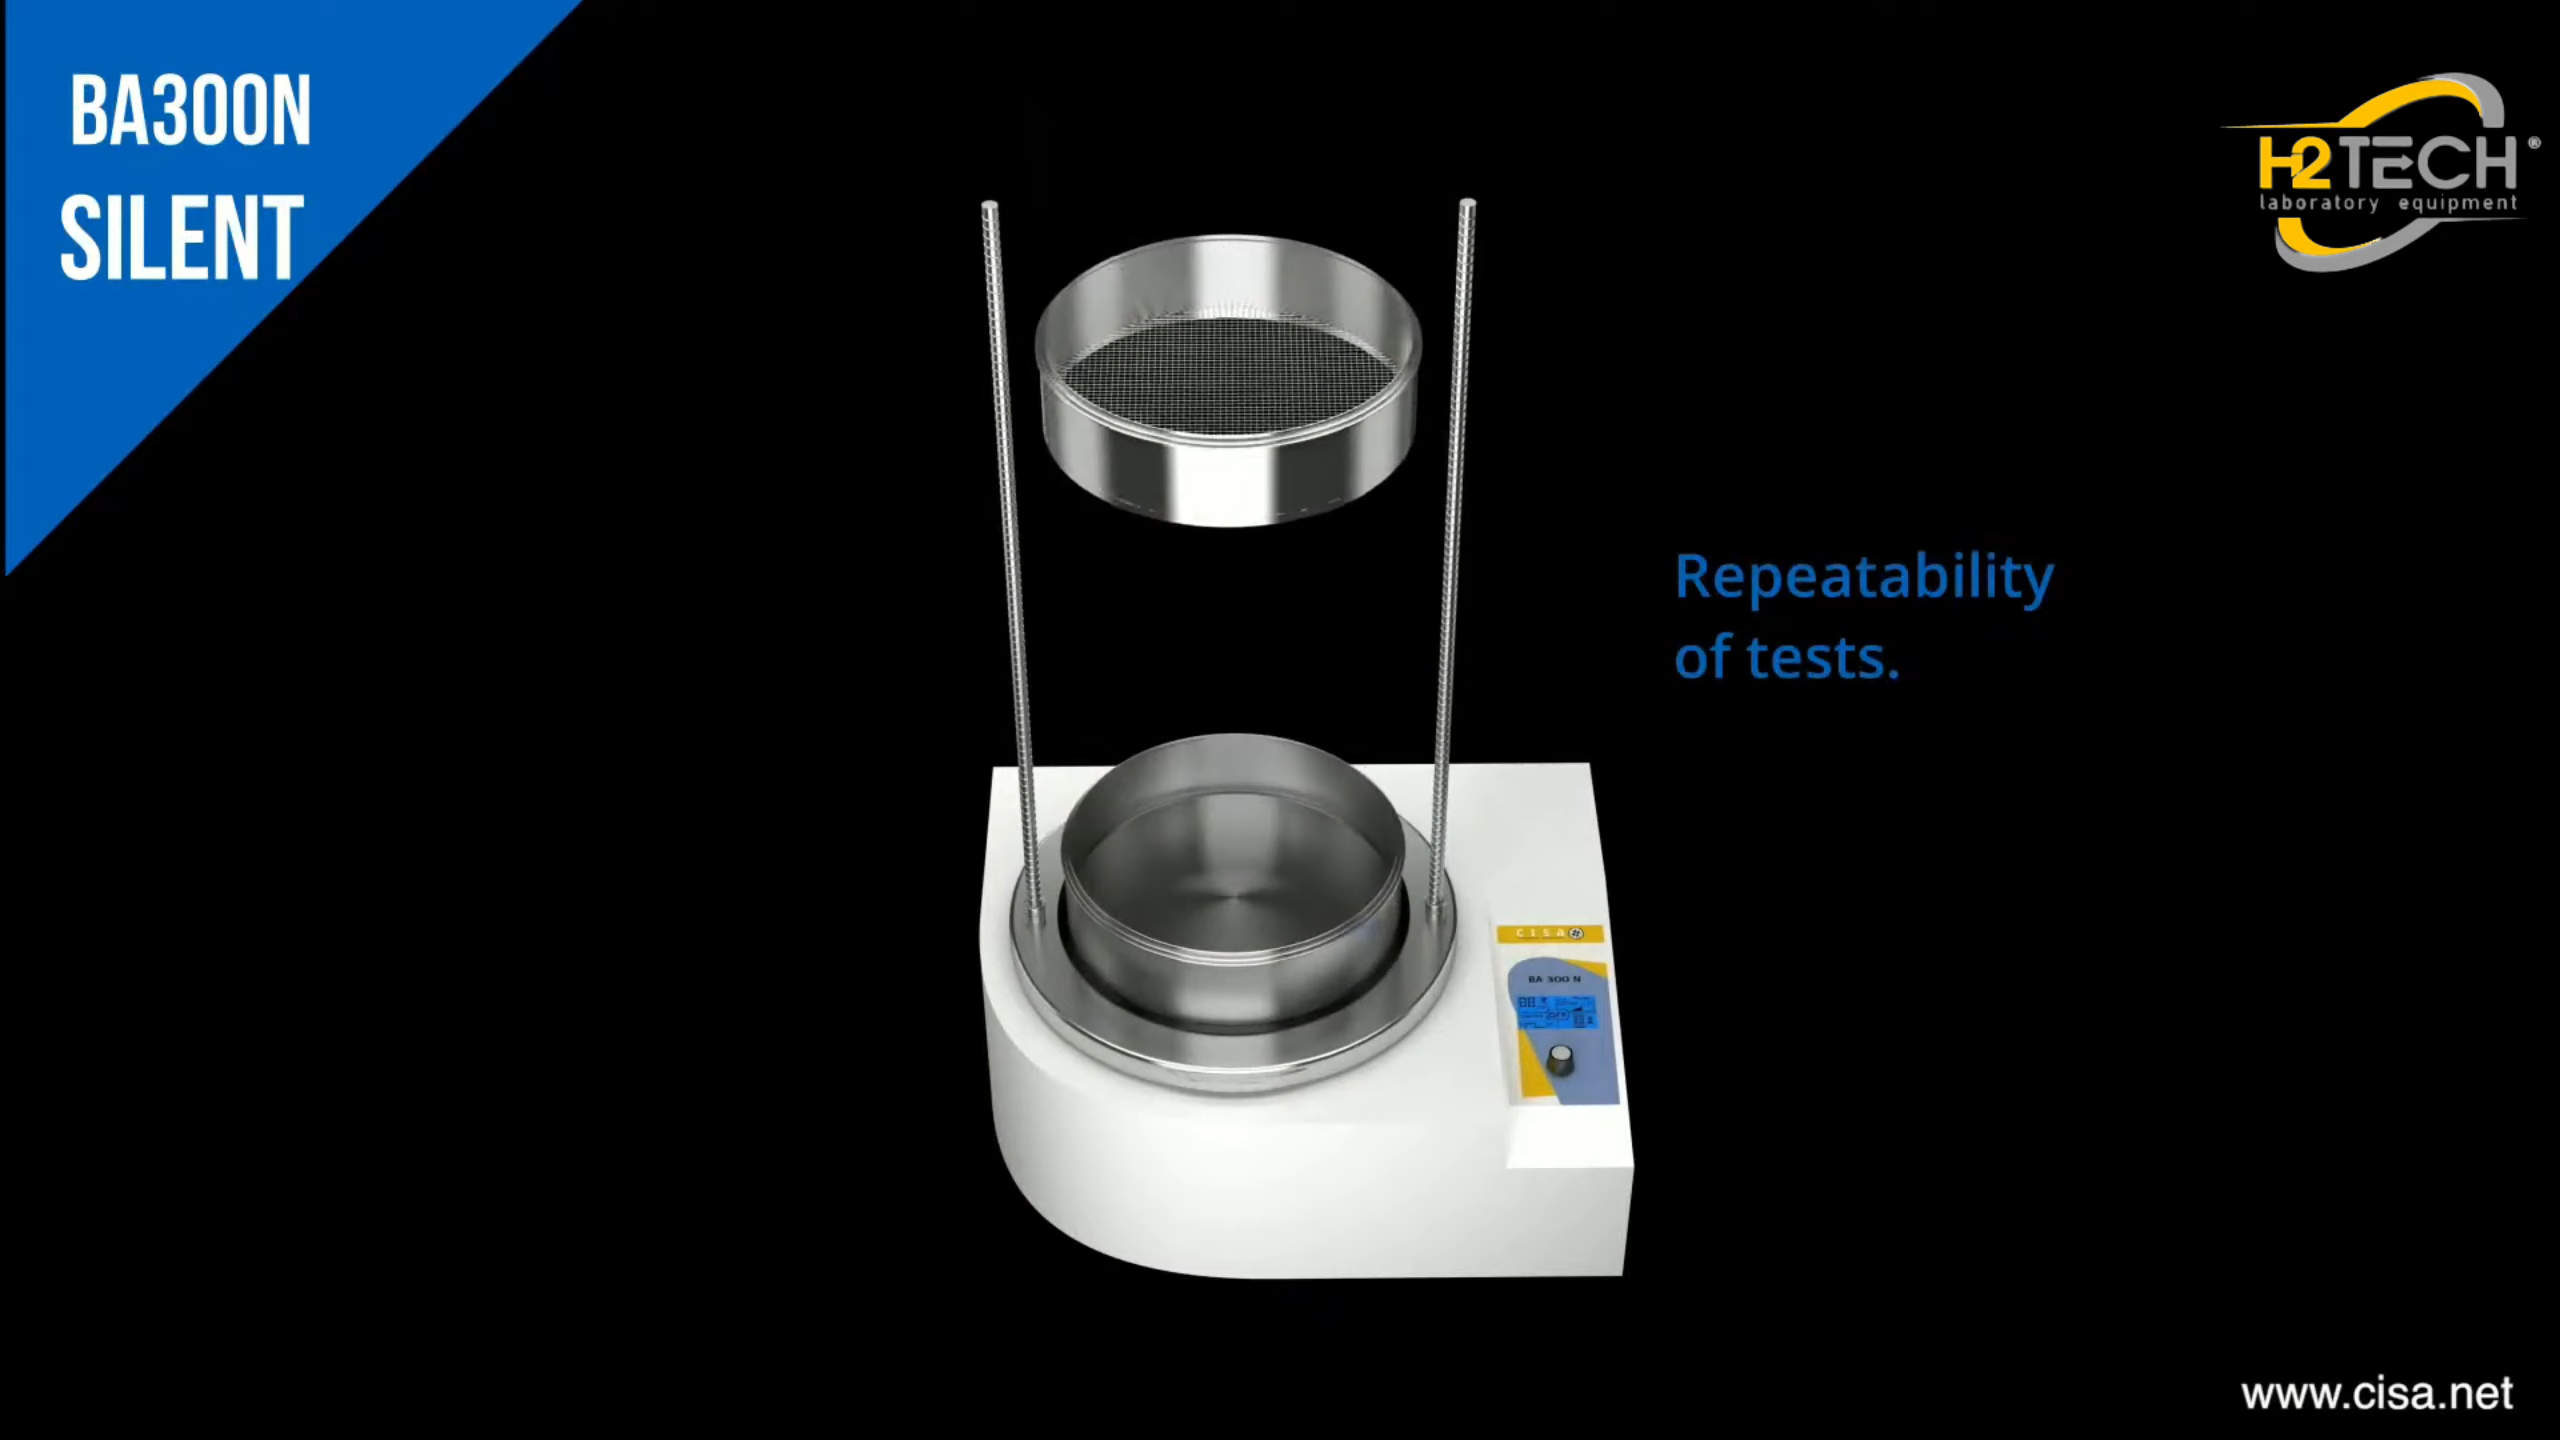 BA300N
SILENT
H2TECH®
laboratory equipment
Repeatability
of tests.
cisa
BA 300 N
www.cisa.net